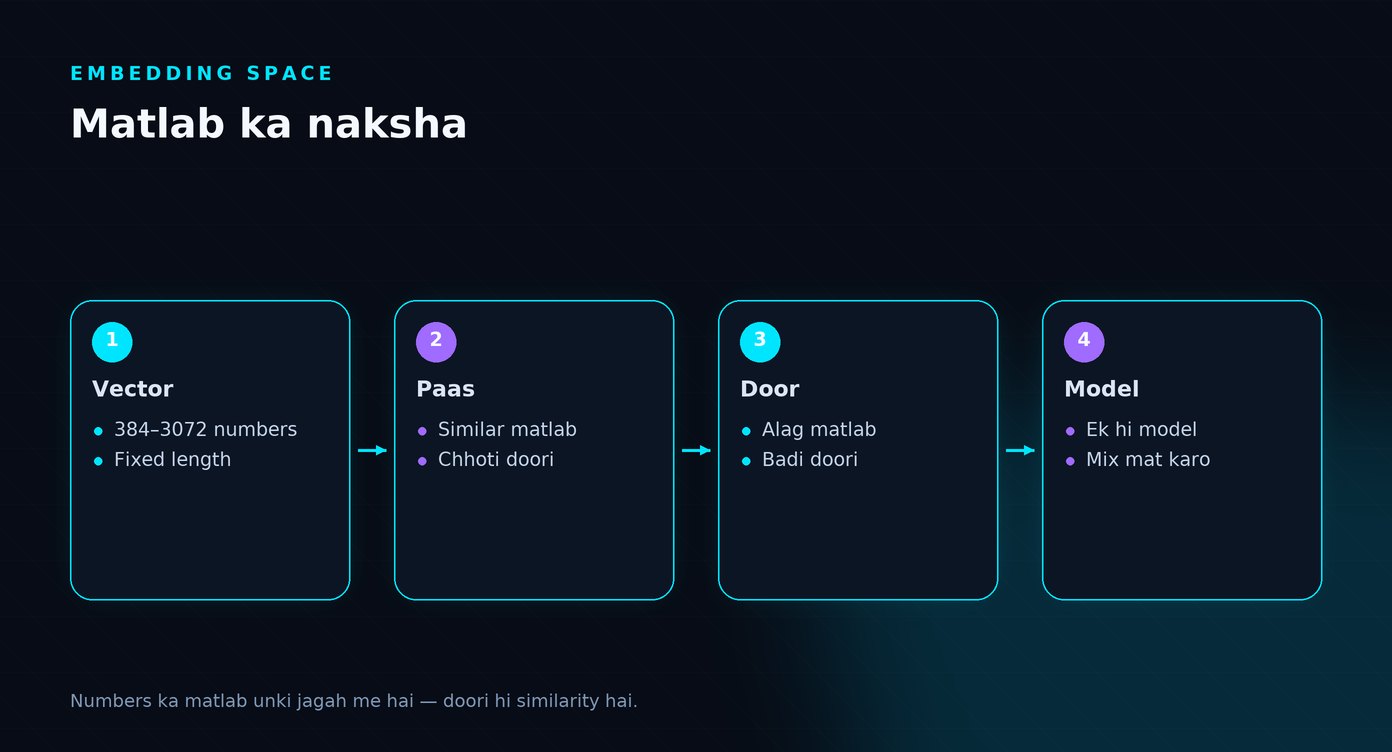 EMBEDDING SPACE
Matlab ka naksha
1
Vector
384–3072 numbers
Fixed length
2
Paas
Similar matlab
Chhoti doori
3
Door
Alag matlab
Badi doori
4
Model
Ek hi model
Mix mat karo
Numbers ka matlab unki jagah me hai — doori hi similarity hai.